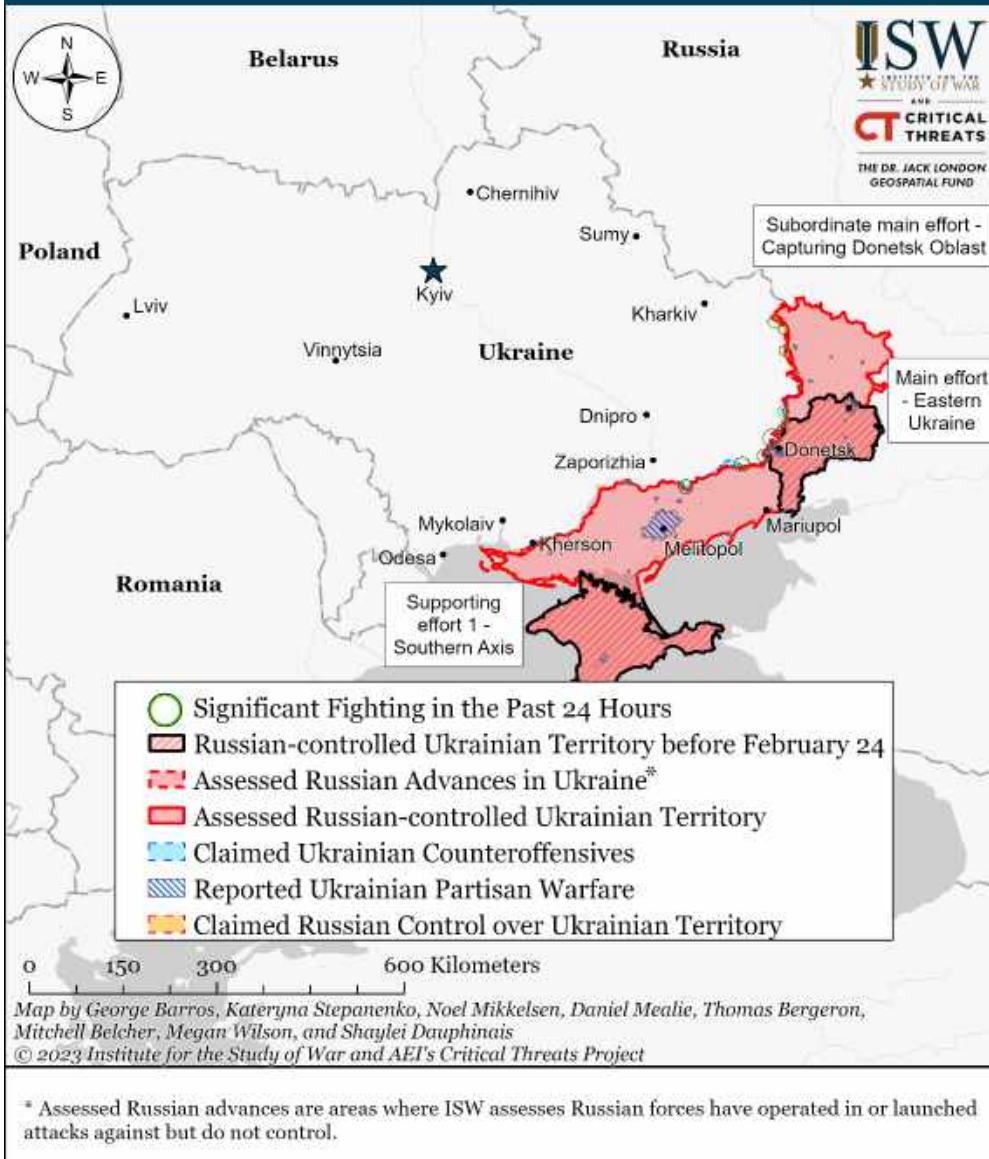 N
W E
S
Belarus
Russia
ISW
INSTITUTE FOR THE
STUDY OF WAR
AND
CT CRITICAL
THREATS
THE DR. JACK LONDON
GEOSPATIAL FUND
Chernihiv
Subordinate main effort -
Capturing Donetsk Oblast
Sumy
Poland
Kyiv
Lviv
Kharkiv
Vinnytsia
Ukraine
Main effort
- Eastern
Ukraine
Dnipro
Donetsk
Zaporizhia
Mykolaiv
Mariupol
Kherson
Melitopol
Odesa
Romania
Supporting
effort 1 -
Southern Axis
Significant Fighting in the Past 24 Hours
Russian-controlled Ukrainian Territory before February 24
Assessed Russian Advances in Ukraine*
Assessed Russian-controlled Ukrainian Territory
Claimed Ukrainian Counteroffensives
Reported Ukrainian Partisan Warfare
Claimed Russian Control over Ukrainian Territory
0 150 300 600 Kilometers
Map by George Barros, Kateryna Stepanenko, Noel Mikkelsen, Daniel Mealie, Thomas Bergeron,
Mitchell Belcher, Megan Wilson, and Shaylei Dauphinais
© 2023 Institute for the Study of War and AEI's Critical Threats Project
* Assessed Russian advances are areas where ISW assesses Russian forces have operated in or launched
attacks against but do not control.